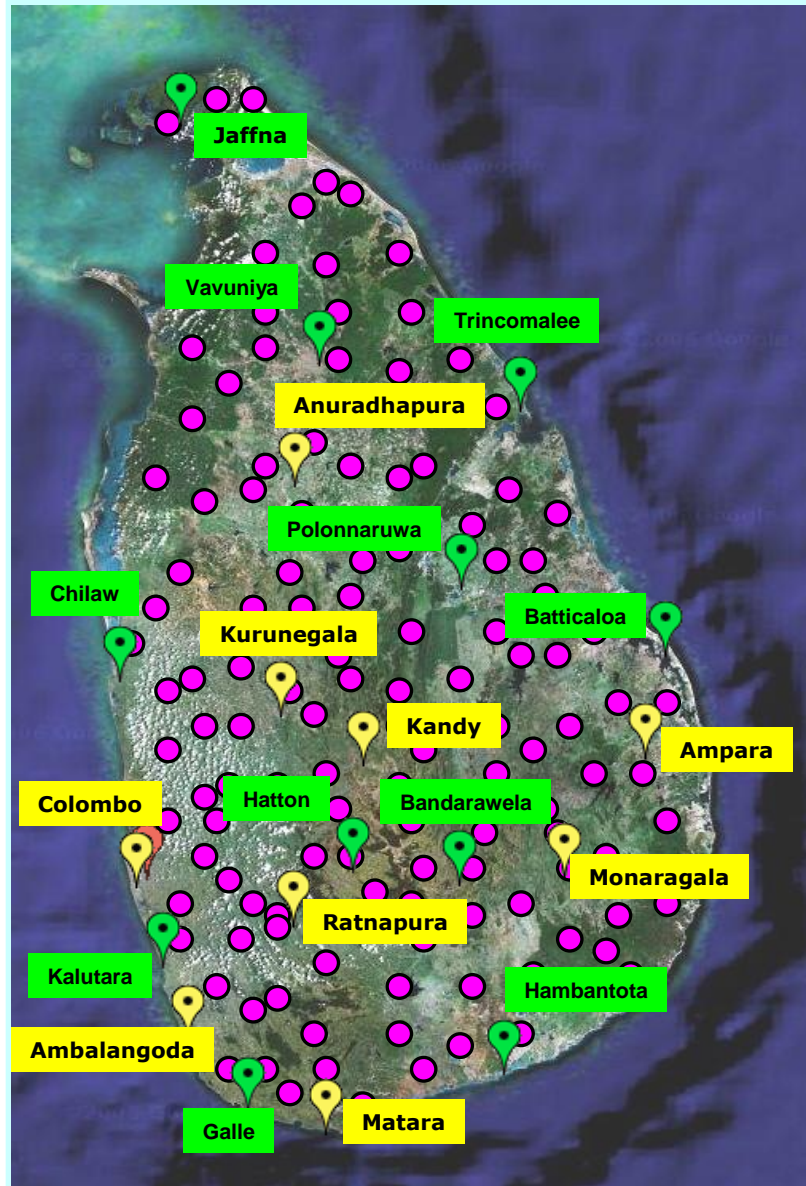 Jaffna
Vavuniya
Trincomalee
Anuradhapura
Polonnaruwa
Chilaw
Batticaloa
Kurunegala
Kandy
Ampara
Hatton
Bandarawela
Colombo
Monaragala
Ratnapura
Kalutara
Hambantota
Ambalangoda
Galle
Matara